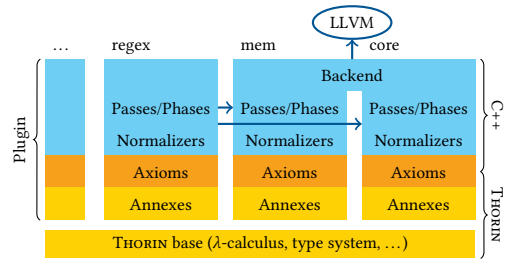 LLVM
… regex mem core
Backend
Passes/Phases Passes/Phases Passes/Phases
Normalizers Normalizers Normalizers
Axioms Axioms Axioms
Annexes Annexes Annexes
Thorin base (λ-calculus, type system, …)
Plugin
C++
Thorin